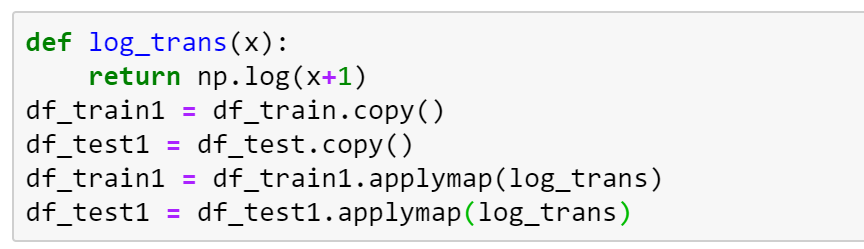 def log_trans(x):
    return np.log(x+1)
df_train1 = df_train.copy()
df_test1 = df_test.copy()
df_train1 = df_train1.applymap(log_trans)
df_test1 = df_test1.applymap(log_trans)